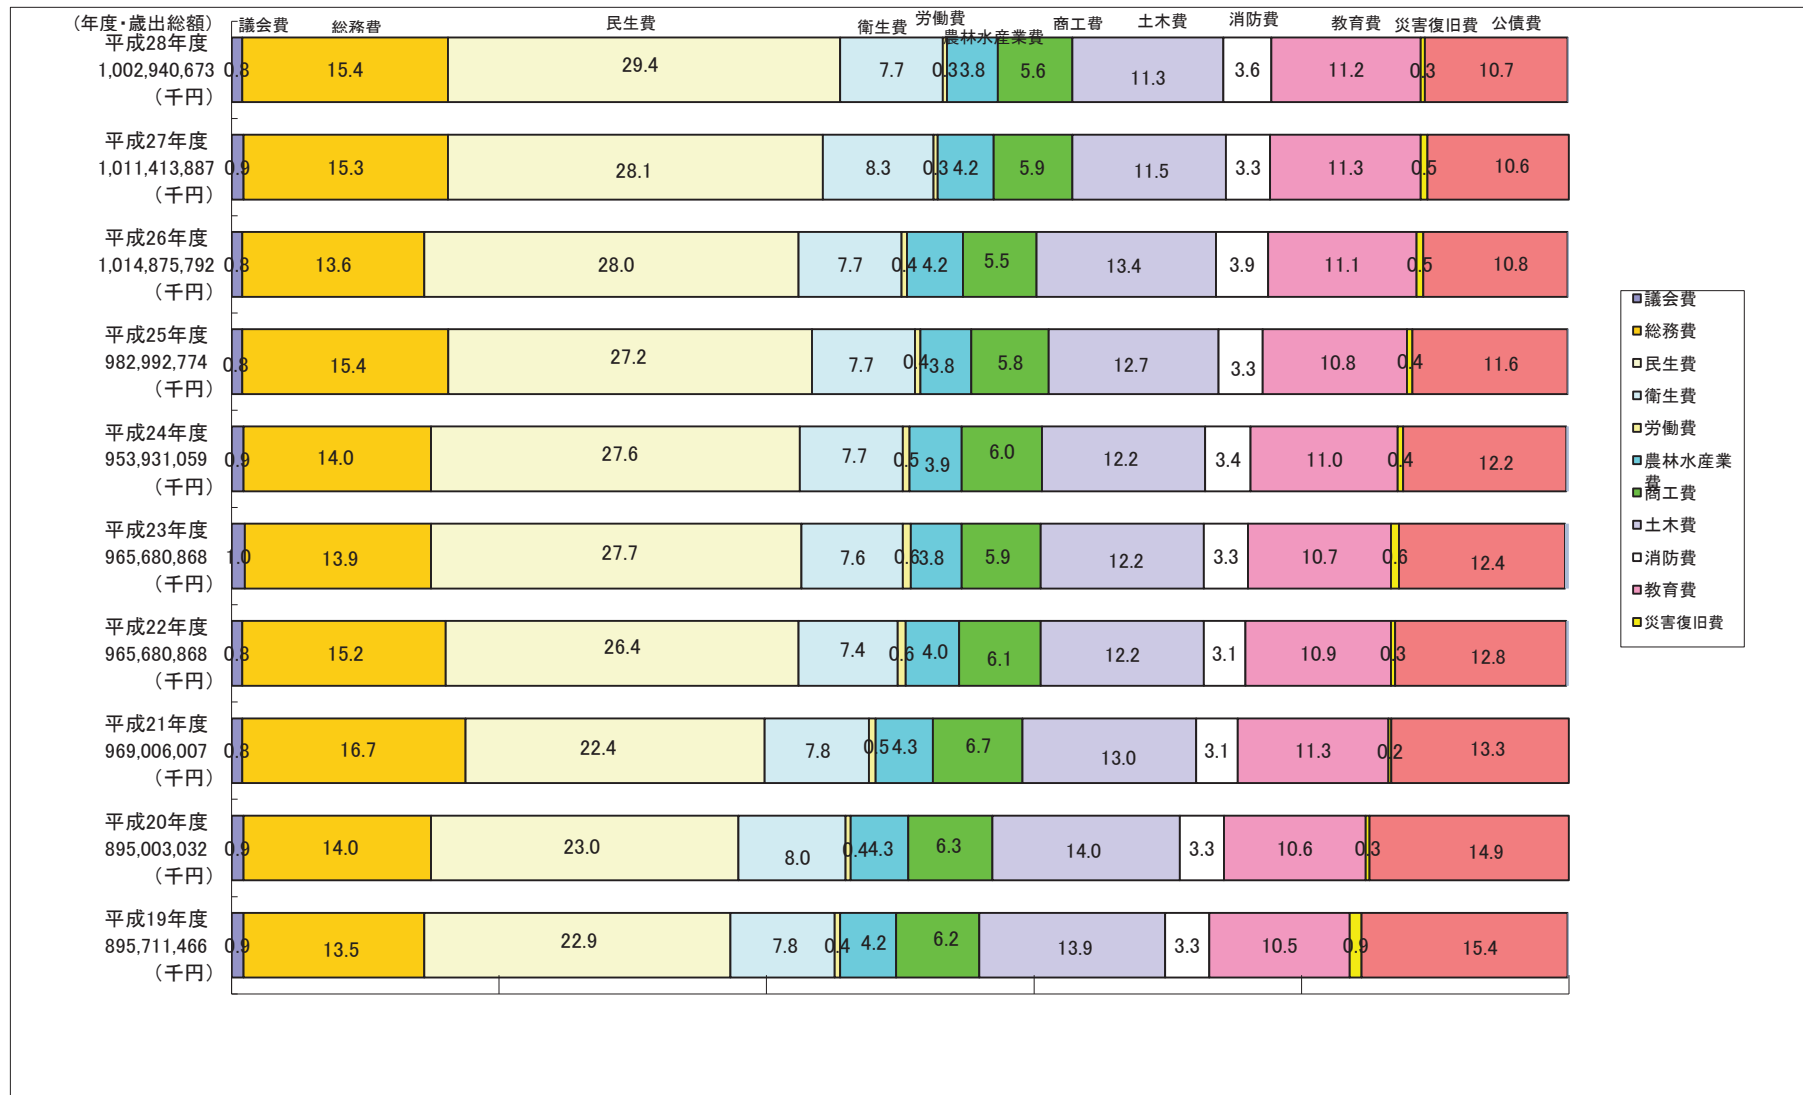 （年度・歳出総額） 議会費 総務費 民生費 衛生費 労働費 農林水産業費 商工費 土木費 消防費 教育費 災害復旧費 公債費
平成28年度
1,002,940,673 0.8 15.4 29.4 7.7 0.3 3.8 5.6 11.3 3.6 11.2 0.3 10.7
（千円）
平成27年度
1,011,413,887 0.9 15.3 28.1 8.3 0.3 4.2 5.9 11.5 3.3 11.3 0.5 10.6
（千円）
平成26年度
1,014,875,792 0.8 13.6 28.0 7.7 0.4 4.2 5.5 13.4 3.9 11.1 0.5 10.8
（千円）
平成25年度
982,992,774 0.8 15.4 27.2 7.7 0.4 3.8 5.8 12.7 3.3 10.8 0.4 11.6
（千円）
平成24年度
953,931,059 0.9 14.0 27.6 7.7 0.5 3.9 6.0 12.2 3.4 11.0 0.4 12.2
（千円）
平成23年度
965,680,868 1.0 13.9 27.7 7.6 0.6 3.8 5.9 12.2 3.3 10.7 0.6 12.4
（千円）
平成22年度
965,680,868 0.8 15.2 26.4 7.4 0.6 4.0 6.1 12.2 3.1 10.9 0.3 12.8
（千円）
平成21年度
969,006,007 0.8 16.7 22.4 7.8 0.5 4.3 6.7 13.0 3.1 11.3 0.2 13.3
（千円）
平成20年度
895,003,032 0.9 14.0 23.0 8.0 0.4 4.3 6.3 14.0 3.3 10.6 0.3 14.9
（千円）
平成19年度
895,711,466 0.9 13.5 22.9 7.8 0.4 4.2 6.2 13.9 3.3 10.5 0.9 15.4
（千円）
議会費
総務費
民生費
衛生費
労働費
農林水産業
費
商工費
土木費
消防費
教育費
災害復旧費